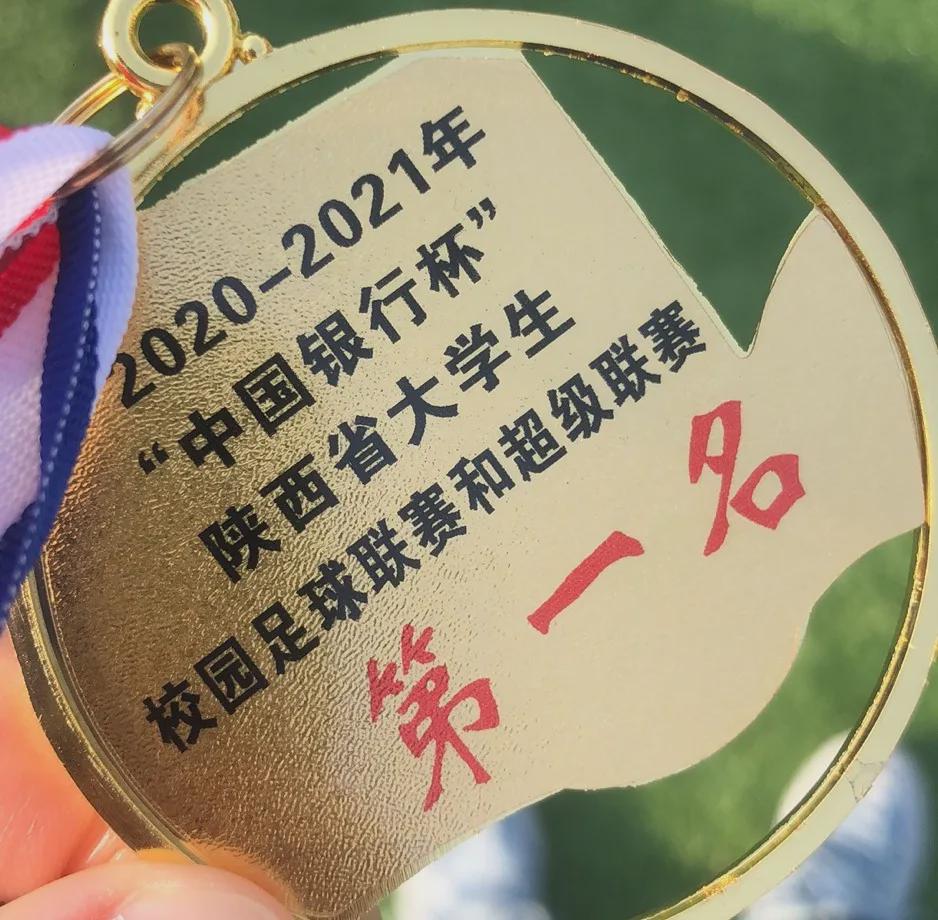 2020-2021年
“中国银行杯”
陕西省大学生
校园足球联赛和超级联赛
第一名